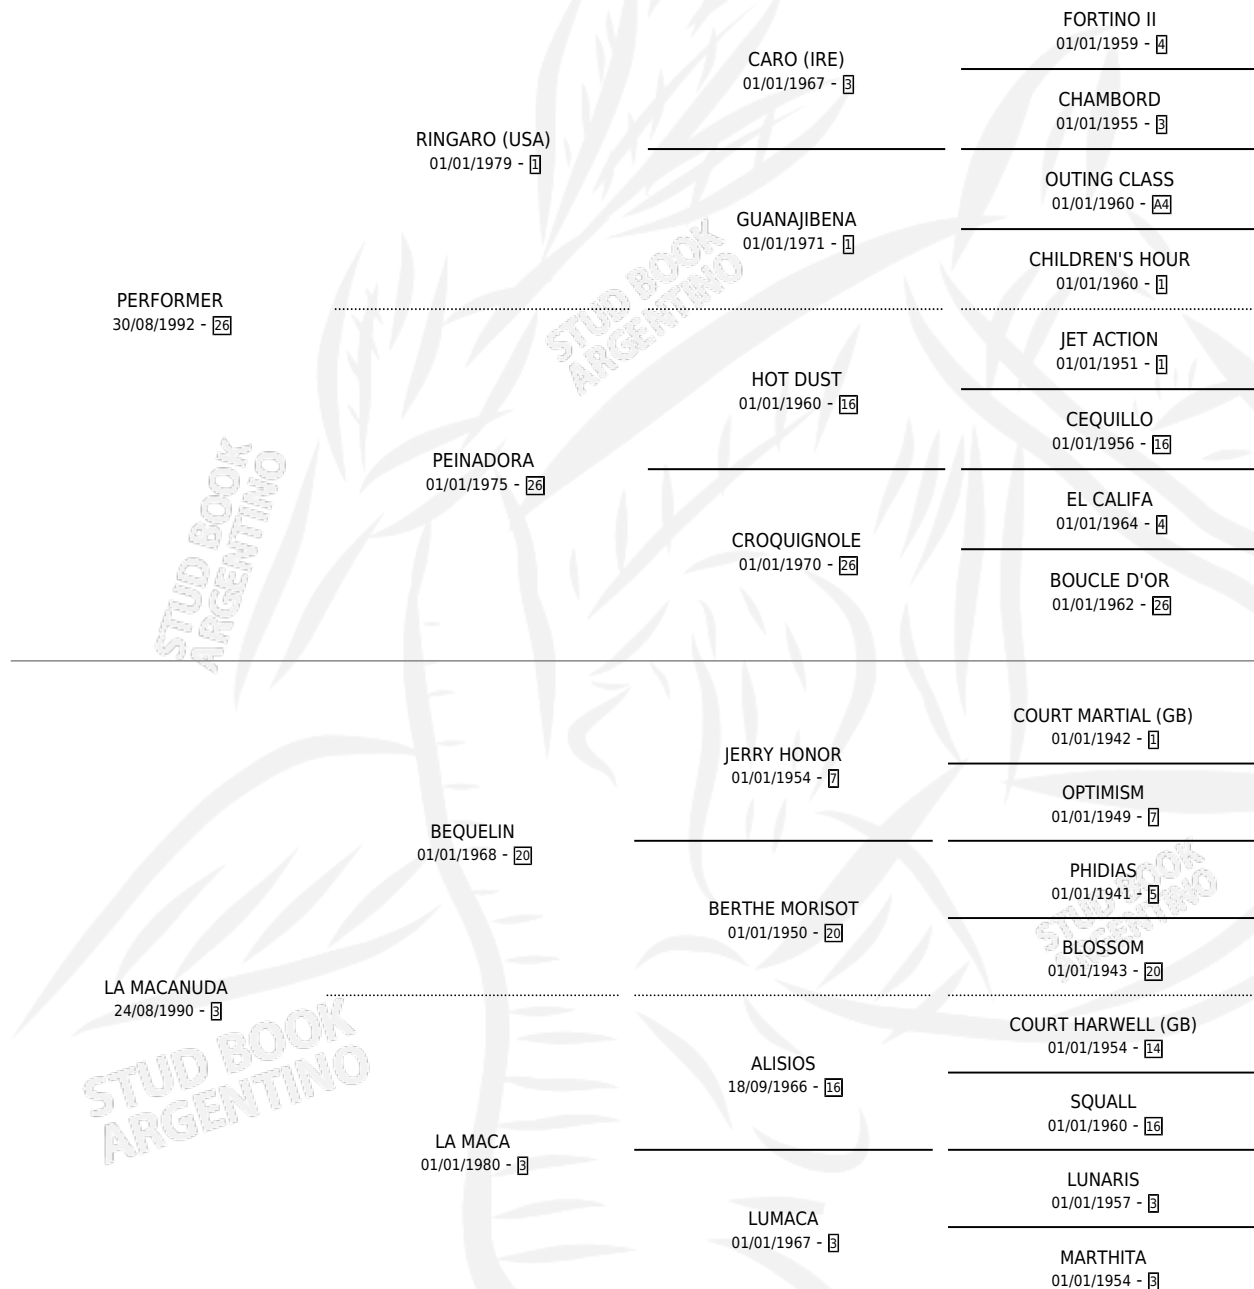 FORTINO II
01/01/1959 - 4
CARO (IRE)
01/01/1967 - 3
CHAMBORD
01/01/1955 - 3
RINGARO (USA)
01/01/1979 - 1
OUTING CLASS
01/01/1960 - A4
GUANAJIBENA
01/01/1971 - 1
CHILDREN'S HOUR
01/01/1960 - 1
PERFORMER
30/08/1992 - 26
STUD BOOK
ARGENTINO
JET ACTION
01/01/1951 - 1
HOT DUST
01/01/1960 - 16
CEQUILLO
01/01/1956 - 16
PEINADORA
01/01/1975 - 26
EL CALIFA
01/01/1964 - 4
CROQUIGNOLE
01/01/1970 - 26
BOUCLE D'OR
01/01/1962 - 26
STUD BOOK
ARGENTINO
COURT MARTIAL (GB)
01/01/1942 - 1
JERRY HONOR
01/01/1954 - 7
OPTIMISM
01/01/1949 - 7
BEQUELIN
01/01/1968 - 20
PHIDIAS
01/01/1941 - 5
BERTHE MORISOT
01/01/1950 - 20
STUD BOOK
ARGENTINO
BLOSSOM
01/01/1943 - 20
LA MACANUDA
24/08/1990 - 3
COURT HARWELL (GB)
01/01/1954 - 14
ALISIOS
18/09/1966 - 16
STUD BOOK
ARGENTINO
SQUALL
01/01/1960 - 16
LA MACA
01/01/1980 - 3
LUNARIS
01/01/1957 - 3
LUMACA
01/01/1967 - 3
MARTHITA
01/01/1954 - 3